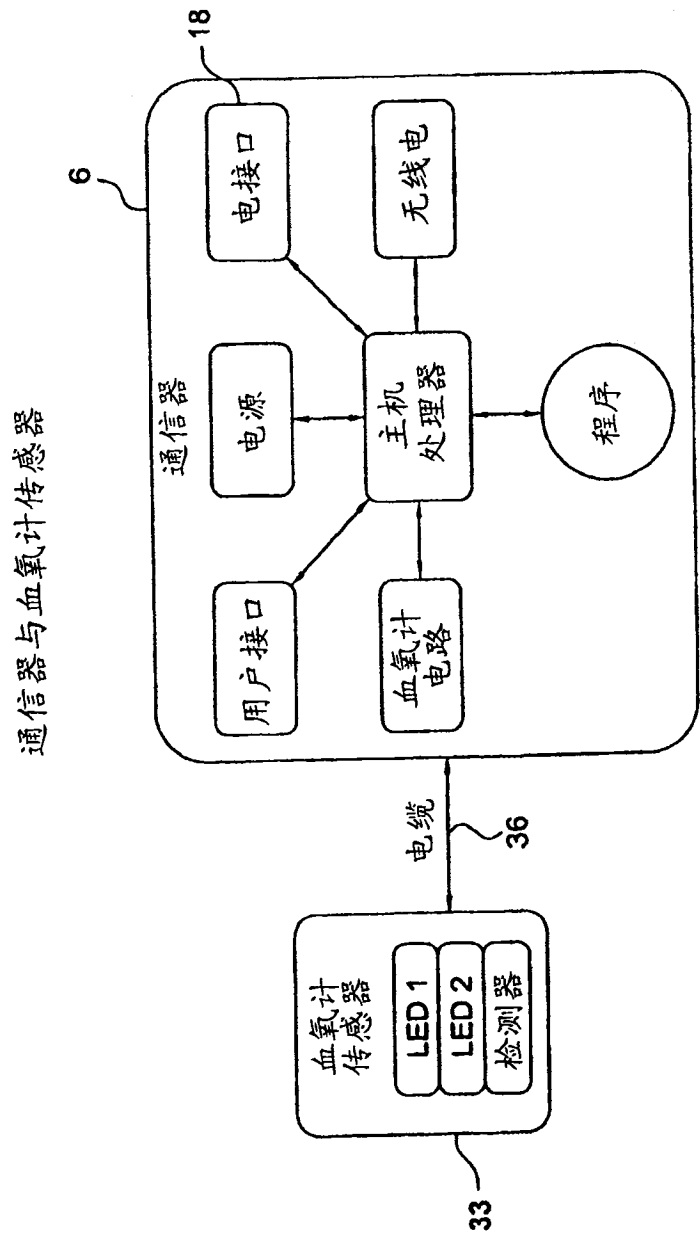 通信器与血氧计传感器
6
通信器
用户接口
电源
电接口
18
血氧计
电路
主机
处理器
无线电
程序
电缆
36
血氧计
传感器
LED 1
LED 2
检测器
33